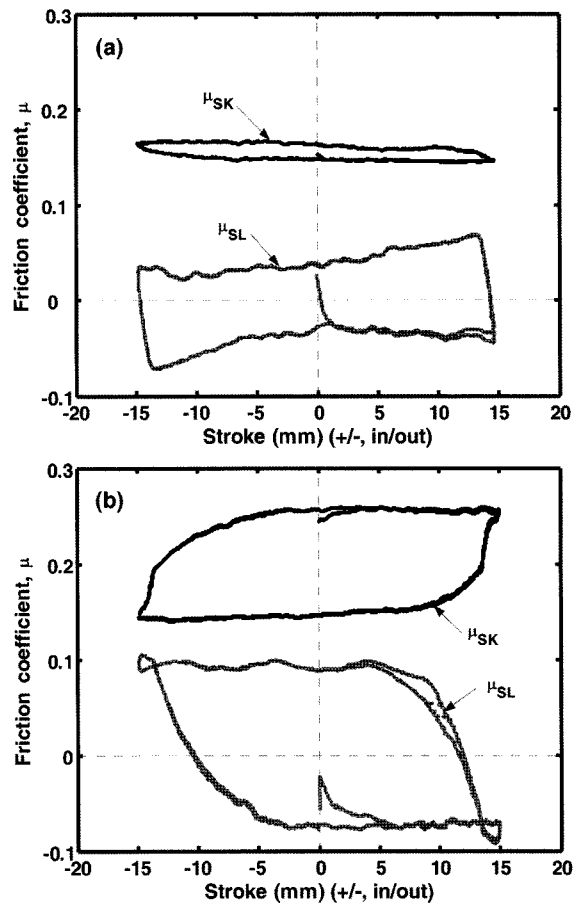 0.3
(a)
μSK
0.2
Friction coefficient, μ
0.1
μSL
0
-0.1
-20 -15 -10 -5 0 5 10 15 20
Stroke (mm) (+/-, in/out)
0.3
(b)
0.2
Friction coefficient, μ
μSK
0.1
μSL
0
-0.1
-20 -15 -10 -5 0 5 10 15 20
Stroke (mm) (+/-, in/out)